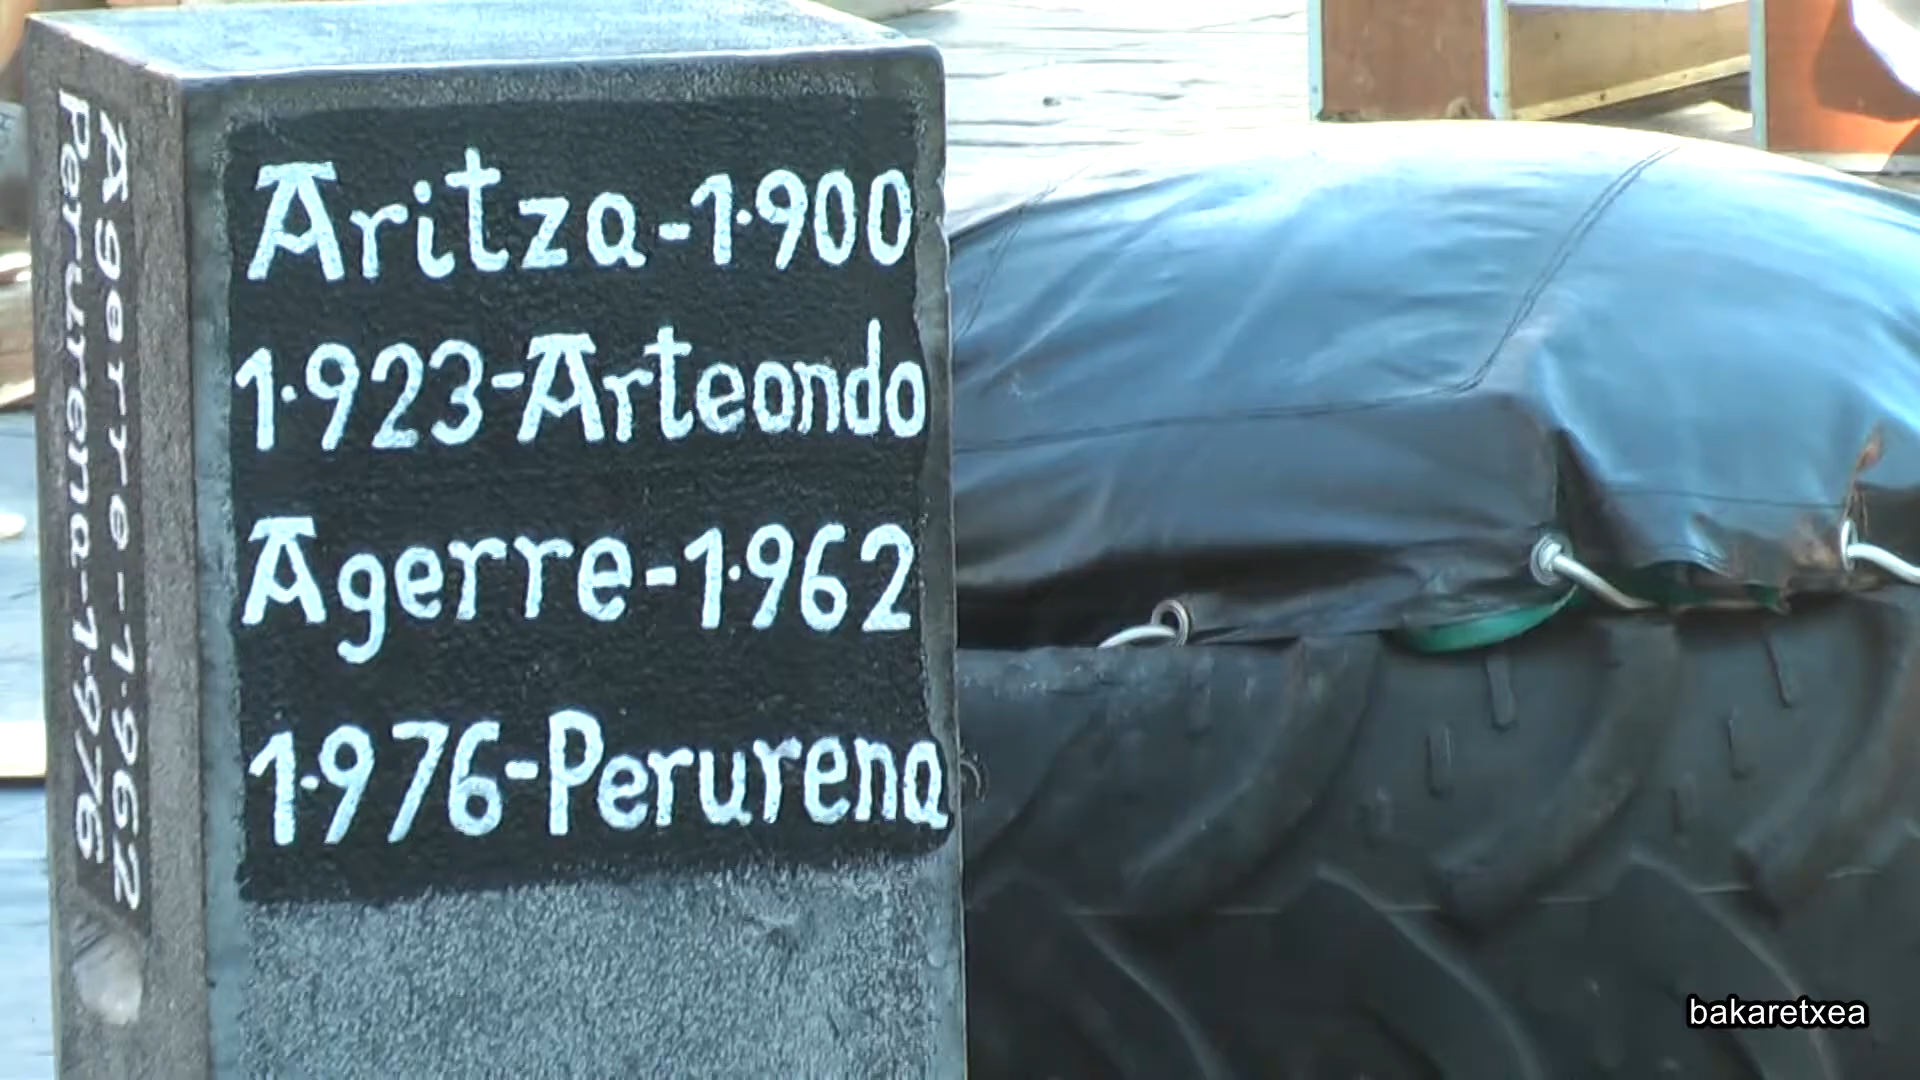 Aritza-1.900
1.923-Arteondo
Agerre-1.962
1.976-Perurena
Agerre-1.962
Perurena-1.976
bakaretxea